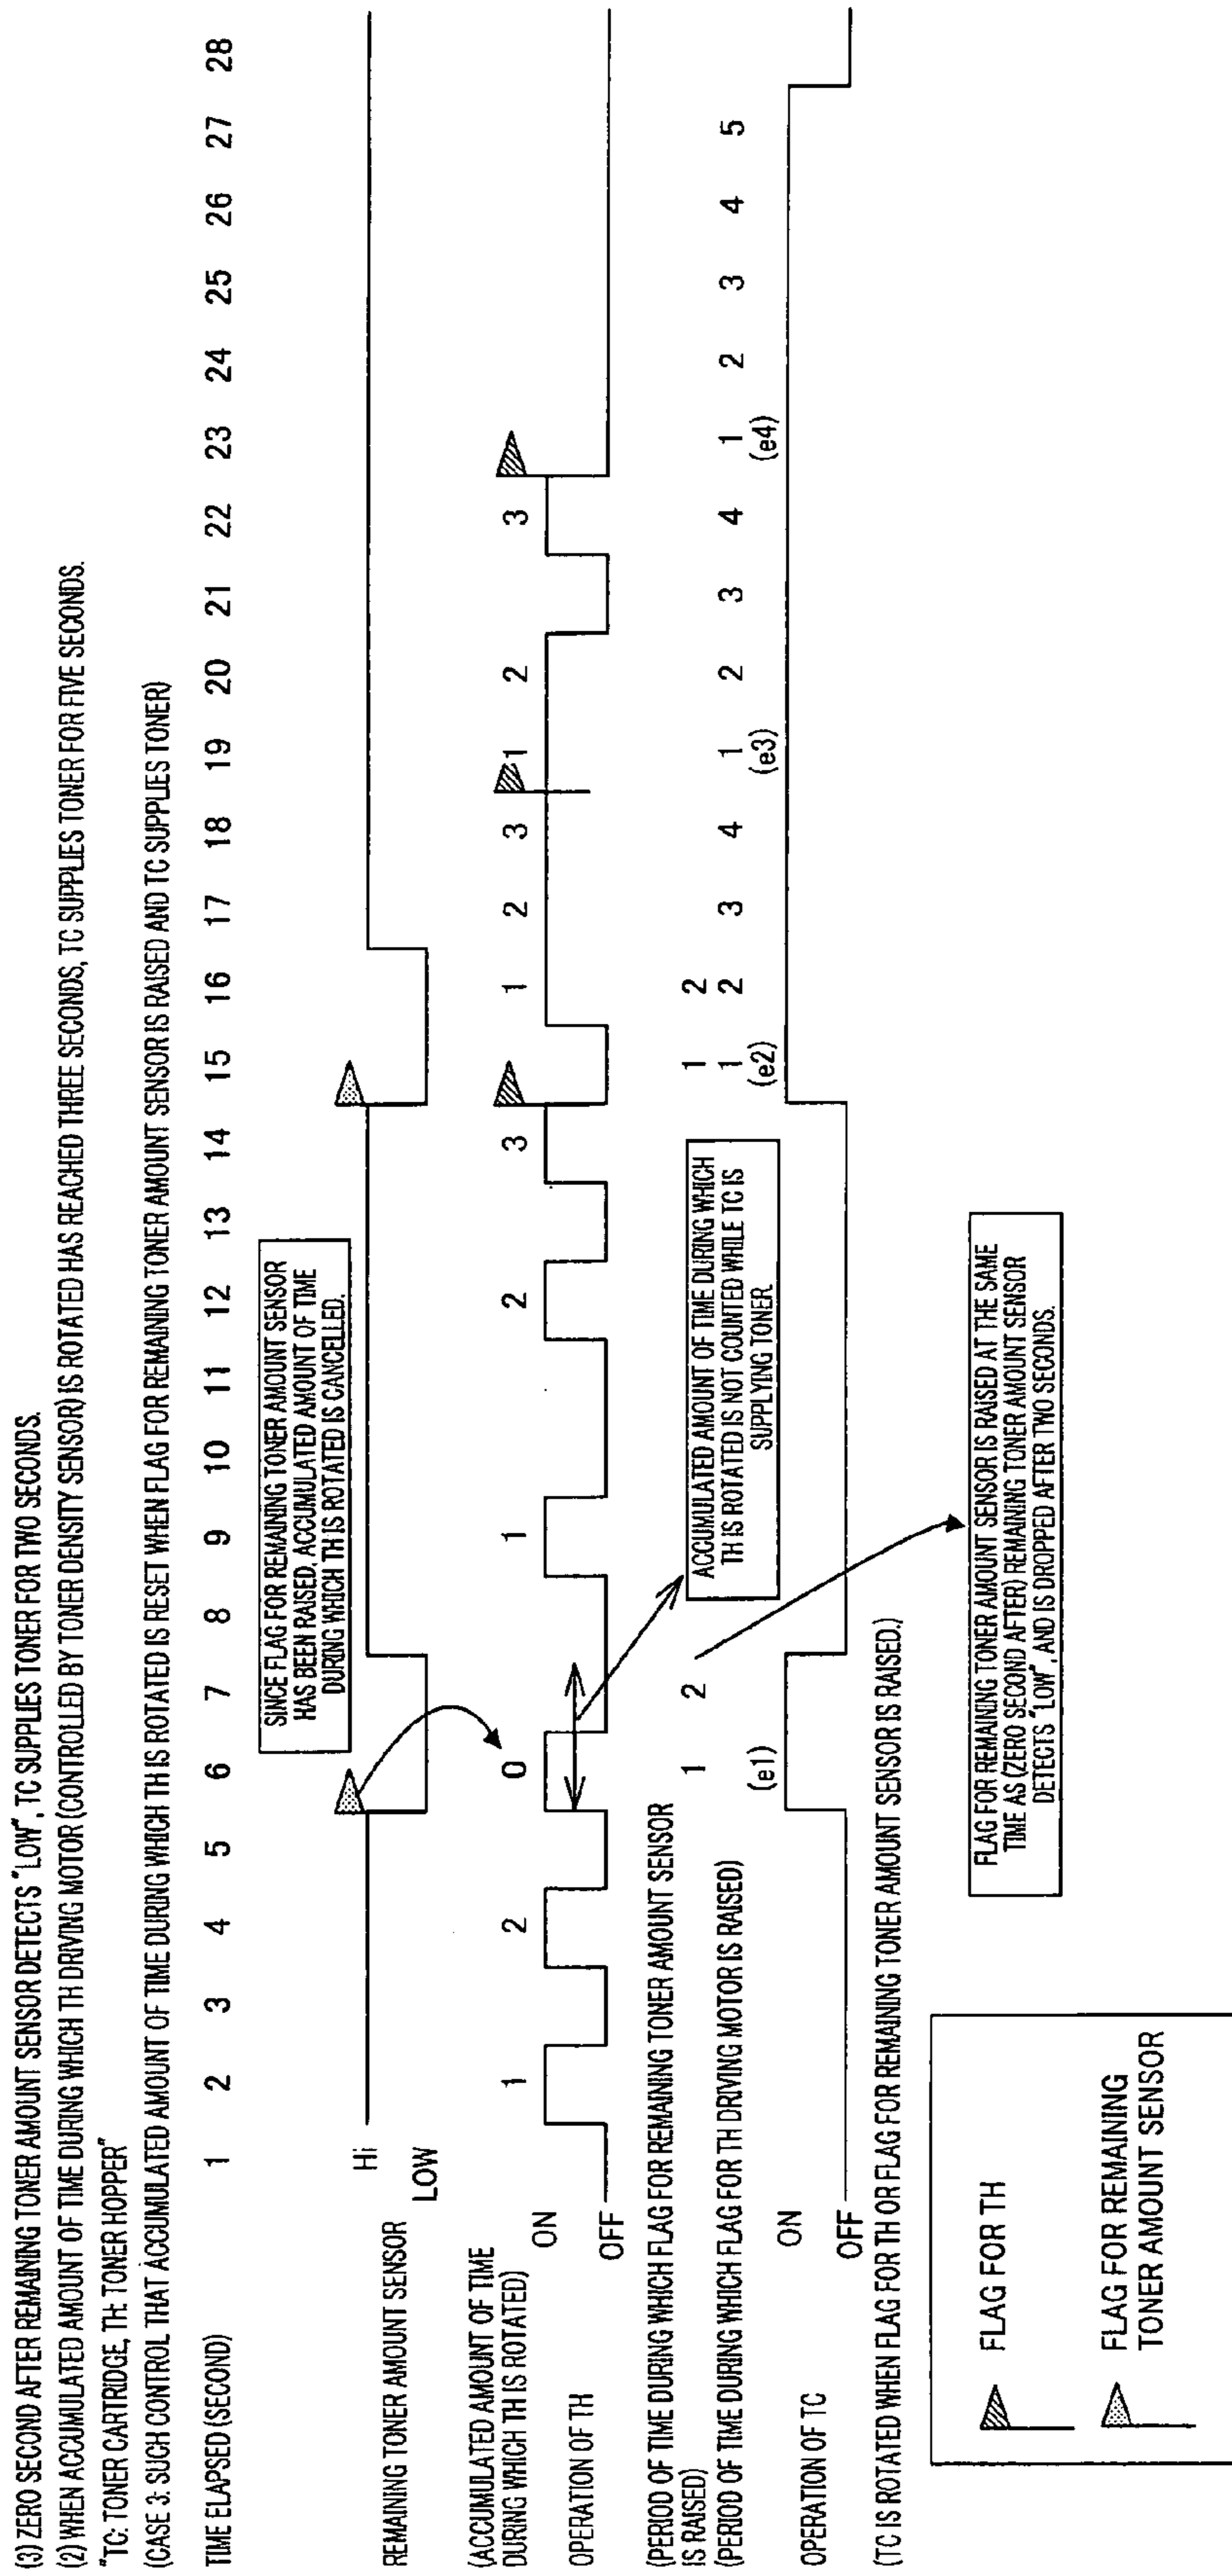 (3) ZERO SECOND AFTER REMAINING TONER AMOUNT SENSOR DETECTS "LOW", TC SUPPLIES TONER FOR TWO SECONDS.
(2) WHEN ACCUMULATED AMOUNT OF TIME DURING WHICH TH DRIVING MOTOR (CONTROLLED BY TONER DENSITY SENSOR) IS ROTATED HAS REACHED THREE SECONDS, TC SUPPLIES TONER FOR FIVE SECONDS.
"TC: TONER CARTRIDGE, TH: TONER HOPPER"
(CASE 3: SUCH CONTROL THAT ACCUMULATED AMOUNT OF TIME DURING WHICH TH IS ROTATED IS RESET WHEN FLAG FOR REMAINING TONER AMOUNT SENSOR IS RAISED AND TC SUPPLIES TONER)
TIME ELAPSED (SECOND) 1 2 3 4 5 6 7 8 9 10 11 12 13 14 15 16 17 18 19 20 21 22 23 24 25 26 27 28
SINCE FLAG FOR REMAINING TONER AMOUNT SENSOR
HAS BEEN RAISED, ACCUMULATED AMOUNT OF TIME
DURING WHICH TH IS ROTATED IS CANCELLED.
REMAINING TONER AMOUNT SENSOR
Hi
LOW
(ACCUMULATED AMOUNT OF TIME
DURING WHICH TH IS ROTATED)
1 2 0 1 2 3 1 2 3 1 2 3
OPERATION OF TH
ON
OFF
(PERIOD OF TIME DURING WHICH FLAG FOR REMAINING TONER AMOUNT SENSOR
IS RAISED)
1 2 1 2
(PERIOD OF TIME DURING WHICH FLAG FOR TH DRIVING MOTOR IS RAISED)
1 2 3 4 1 2 3 4 1 2 3 4 5
(e1) (e2) (e3) (e4)
ACCUMULATED AMOUNT OF TIME DURING WHICH
TH IS ROTATED IS NOT COUNTED WHILE TC IS
SUPPLYING TONER.
OPERATION OF TC
ON
OFF
(TC IS ROTATED WHEN FLAG FOR TH OR FLAG FOR REMAINING TONER AMOUNT SENSOR IS RAISED.)
FLAG FOR REMAINING TONER AMOUNT SENSOR IS RAISED AT THE SAME
TIME AS (ZERO SECOND AFTER) REMAINING TONER AMOUNT SENSOR
DETECTS "LOW", AND IS DROPPED AFTER TWO SECONDS.
FLAG FOR TH
FLAG FOR REMAINING
TONER AMOUNT SENSOR